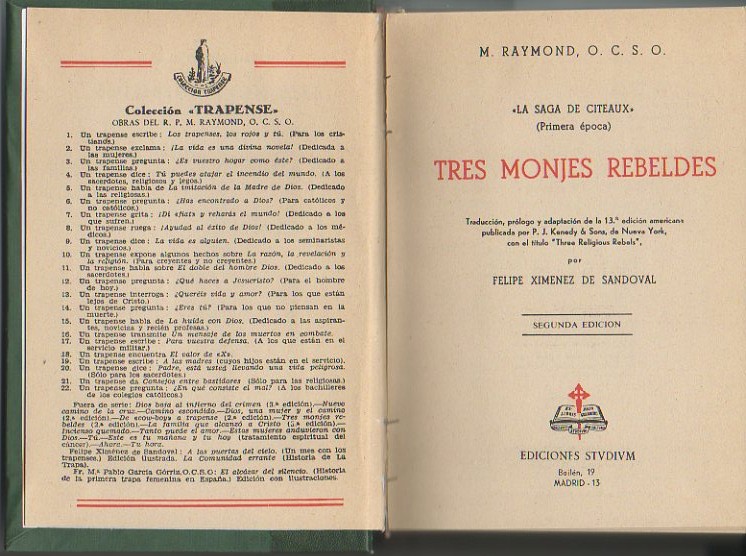 COLECCION TRAPENSE
Colección «TRAPENSE»
OBRAS DEL R. P. M. RAYMOND, O. C. S. O.
1. Un trapense escribe: Los trapenses, los rojos y tú. (Para los cris-
tianos.)
2. Un trapense exclama: ¡La vida es una divina novela! (Dedicada a
las mujeres.)
3. Un trapense pregunta: ¿Es vuestro hogar como éste? (Dedicado a
las familias.)
4. Un trapense dice: Tú puedes atajar el incendio del mundo. (A los
sacerdotes, religiosos y legos.)
5. Un trapense habla de La imitación de la Madre de Dios. (Dedicado
a las religiosas.)
6. Un trapense pregunta: ¿Has encontrado a Dios? (Para católicos y
no católicos.)
7. Un trapense grita: ¡Di «fiat» y reharás el mundo! (Dedicado a los
que sufren.)
8. Un trapense ruega: ¡Ayudad al éxito de Dios! (Dedicado a los mé-
dicos.)
9. Un trapense dice: La vida es alguien. (Dedicado a los seminaristas
y novicios.)
10. Un trapense expone algunos hechos sobre La razón, la revelación y
la religión. (Para creyentes y no creyentes.)
11. Un trapense habla sobre El doble del hombre Dios. (Dedicado a los
sacerdotes.)
12. Un trapense pregunta: ¿Qué haces a Jesucristo? (Para el hombre
de hoy.)
13. Un trapense interroga: ¿Queréis vida y amor? (Para los que están
lejos de Cristo.)
14. Un trapense pregunta: ¿Eres tú? (Para los que no piensan en la
muerte.)
15. Un trapense habla de La huída con Dios. (Dedicado a las aspiran-
tes, novicias y recién profesas.)
16. Un trapense transmite Un mensaje de los muertos en combate.
17. Un trapense escribe: Para vuestra defensa. (A los que están en el
servicio militar.)
18. Un trapense encuentra El valor de «X».
19. Un trapense escribe: A las madres (cuyos hijos están en el servicio).
20. Un trapense dice: Padre, está usted llevando una vida peligrosa.
(Sólo para los sacerdotes.)
21. Un trapense da Consejos entre bastidores (Sólo para las religiosas.)
22. Un trapense pregunta: ¿En qué consiste el mal? (A los bachilleres
de los colegios católicos.)
Fuera de serie: Dios baja al infierno del crimen (3.ª edición).—Nuevo
camino de la cruz.—Camino escondido.—Dios, una mujer y el camino
(2.ª edición).—De «cow-boy» a trapense (2.ª edición).—Tres monjes re-
beldes (2.ª edición).—La familia que alcanzó a Cristo (3.ª edición).—
Incienso quemado.—Tanto puede el amor.—Estas mujeres anduvieron con
Dios.—Tú.—Este es tu mañana y tu hoy (tratamiento espiritual del
cáncer).—Ahora.—Tu hora.
Felipe Ximénez de Sandoval: A las puertas del cielo. (Un mes con los
trapenses.) Edición ilustrada. La Comunidad errante (Historia de La
Trapa).
Fr. M.ª Pablo García Górriz, O.C.S.O: El alcázar del silencio. (Historia
de la primera trapa femenina en España.) Edición con ilustraciones.
M. RAYMOND, O. C. S. O.
«LA SAGA DE CITEAUX»
(Primera época)
TRES MONJES REBELDES
Traducción, prólogo y adaptación de la 13.ª edición americana
publicada por P. J. Kenedy & Sons, de Nueva York,
con el título "Three Religious Rebels",
por
FELIPE XIMENEZ DE SANDOVAL
SEGUNDA EDICION
EDICIONES STVDIVM
Bailén, 19
MADRID - 13